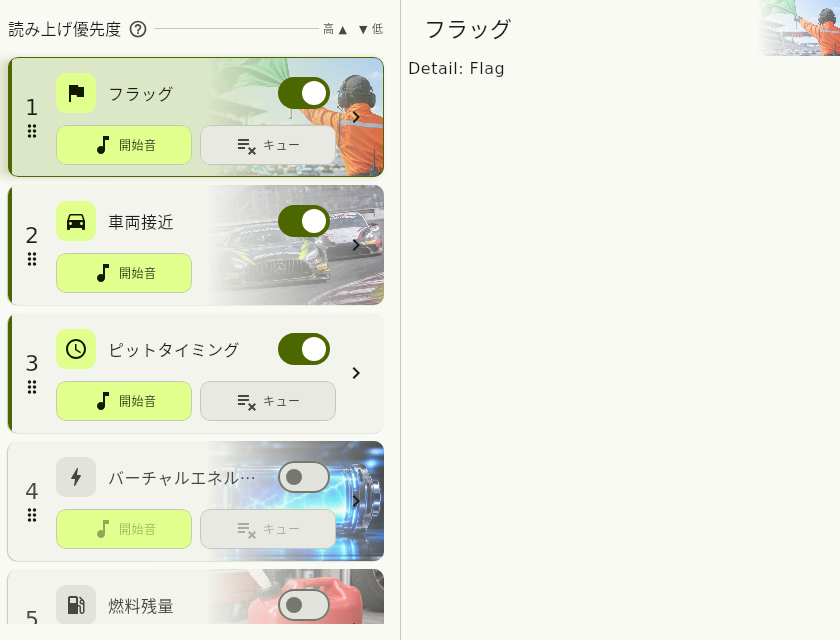 読み上げ優先度
高▲ ▼低
1
フラッグ
開始音
キュー
2
車両接近
開始音
3
ピットタイミング
開始音
キュー
4
バーチャルエネル…
開始音
キュー
5
燃料残量
フラッグ
Detail: Flag